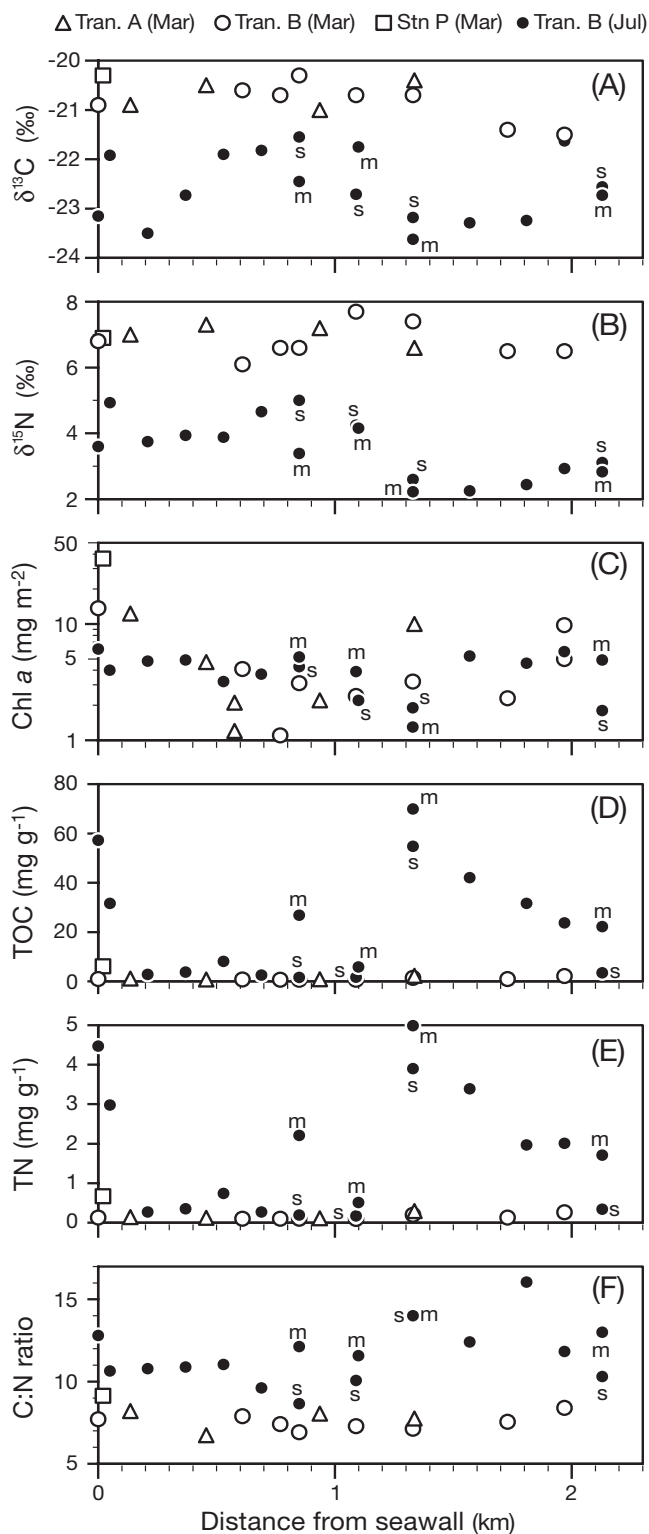 △ Tran. A (Mar) ○ Tran. B (Mar) □ Stn P (Mar) ● Tran. B (Jul)
(A)
δ13C (‰)
-20
-21
-22
-23
-24
s
m
m
s
s
m
s
m
(B)
δ15N (‰)
8
6
4
2
s
m
s
m
s
m
s
m
(C)
Chl a (mg m-2)
50
10
5
1
m
s
m
s
s
m
m
s
(D)
TOC (mg g-1)
80
60
40
20
0
m
s
s
m
m
s
m
s
(E)
TN (mg g-1)
5
4
3
2
1
0
m
s
s
m
m
s
m
s
(F)
C:N ratio
15
10
5
m
s
m
s
s
m
m
s
0 1 2
Distance from seawall (km)